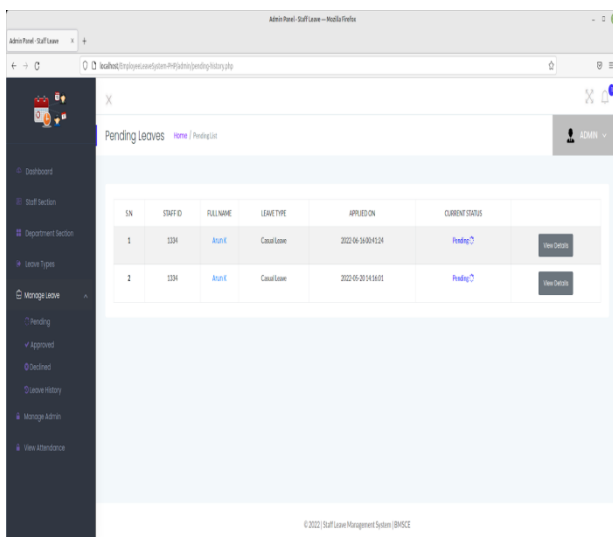 Admin Panel - Staff Leave — Mozilla Firefox
Admin Panel - Staff Leave
localhost/EmployeeLeaveSystem-PHP/admin/pending-history.php
Pending Leaves Home / Pending List
ADMIN
Dashboard
Staff Section
Department Section
Leave Types
Manage Leave
Pending
Approved
Declined
Leave History
Manage Admin
View Attendance
S.N STAFF ID FULL NAME LEAVE TYPE APPLIED ON CURRENT STATUS
1 1334 Arun K Casual Leave 2022-06-16 00:41:24 Pending View Details
2 1334 Arun K Casual Leave 2022-05-20 14:16:01 Pending View Details
© 2022 | Staff Leave Management System | BMSCE